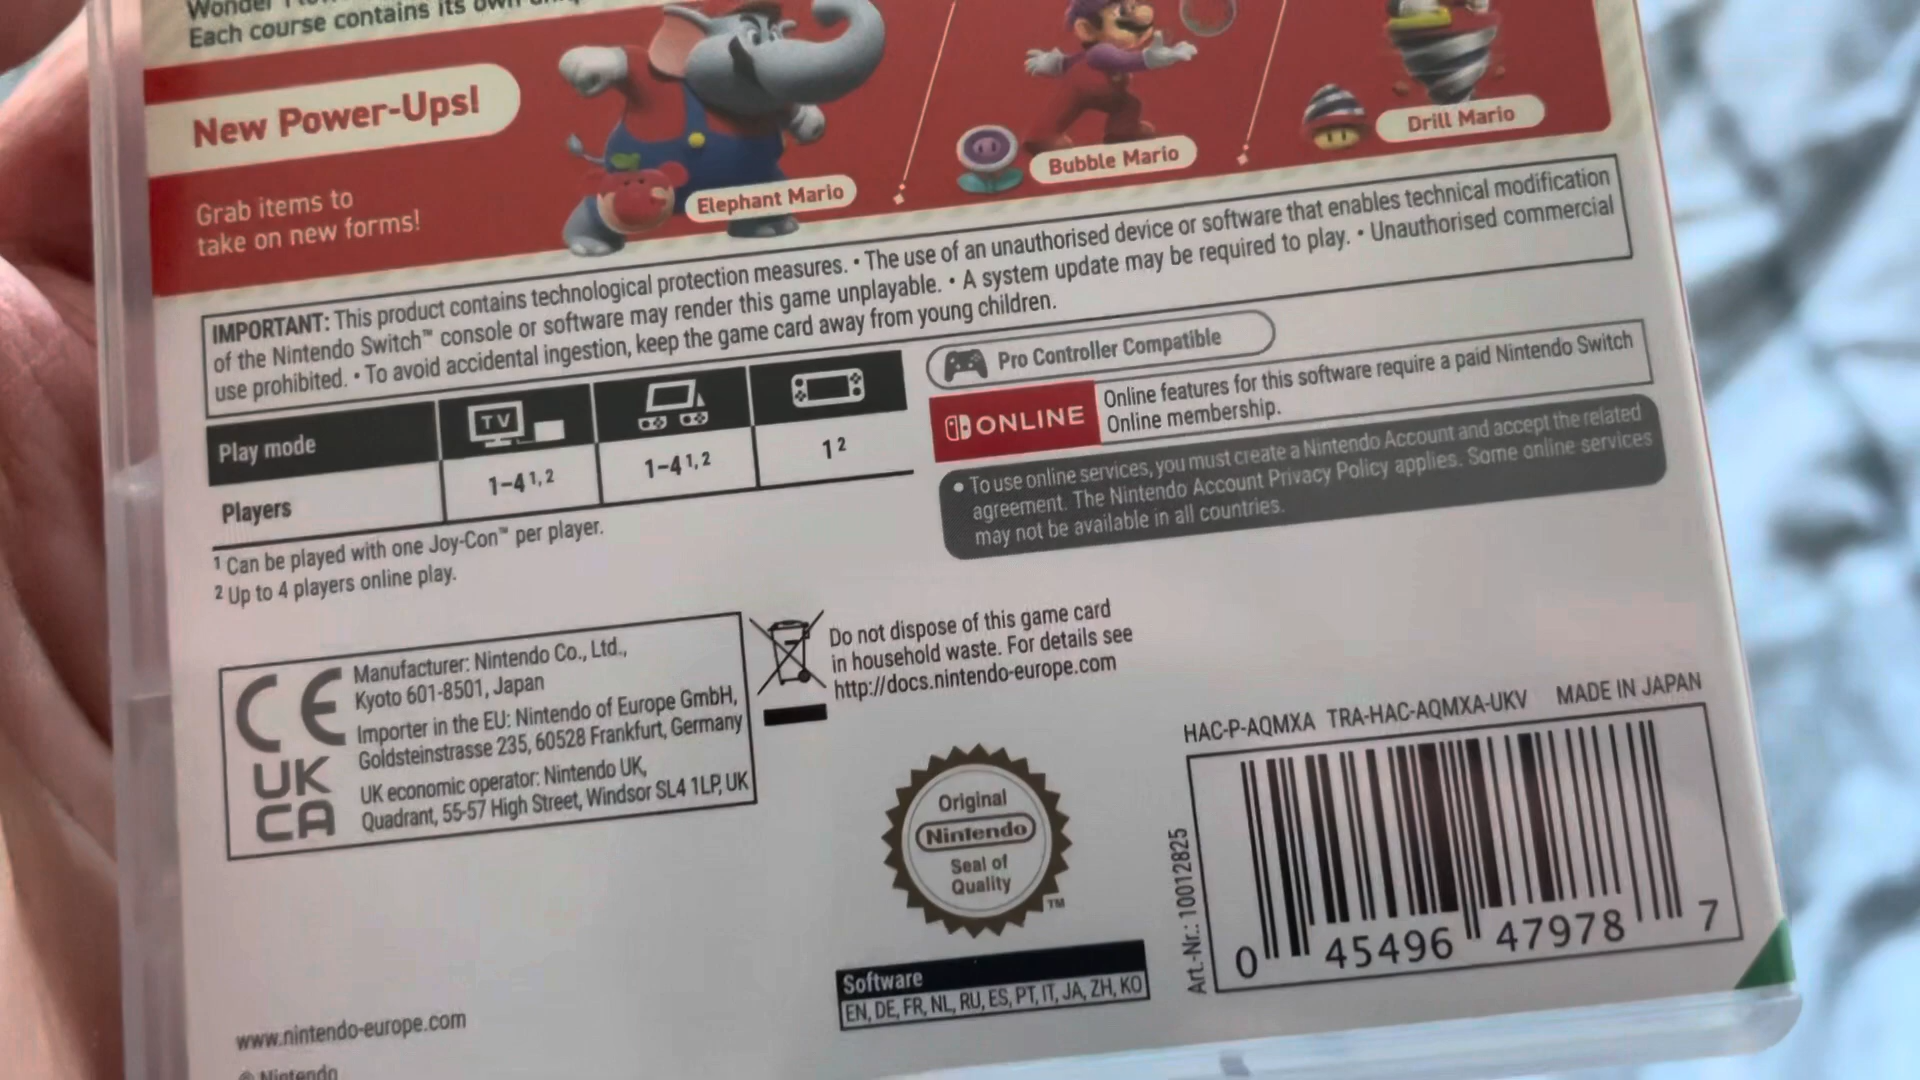 Wonder
Each course contains its own
New Power-Ups!
Grab items to
take on new forms!
Elephant Mario
Bubble Mario
Drill Mario
IMPORTANT: This product contains technological protection measures. • The use of an unauthorised device or software that enables technical modification
of the Nintendo Switch™ console or software may render this game unplayable. • A system update may be required to play. • Unauthorised commercial
use prohibited. • To avoid accidental ingestion, keep the game card away from young children.
Play mode
TV
Players
1-4 1,2
1-4 1,2
1 2
1 Can be played with one Joy-Con™ per player.
2 Up to 4 players online play.
Pro Controller Compatible
ONLINE
Online features for this software require a paid Nintendo Switch
Online membership.
• To use online services, you must create a Nintendo Account and accept the related
agreement. The Nintendo Account Privacy Policy applies. Some online services
may not be available in all countries.
CE
UK
CA
Manufacturer: Nintendo Co., Ltd.,
Kyoto 601-8501, Japan
Importer in the EU: Nintendo of Europe GmbH,
Goldsteinstrasse 235, 60528 Frankfurt, Germany
UK economic operator: Nintendo UK,
Quadrant, 55-57 High Street, Windsor SL4 1LP, UK
Do not dispose of this game card
in household waste. For details see
http://docs.nintendo-europe.com
Original
Nintendo
Seal of
Quality
TM
HAC-P-AQMXA TRA-HAC-AQMXA-UKV MADE IN JAPAN
Art.-Nr.: 10012825
0 45496 47978 7
Software
EN, DE, FR, NL, RU, ES, PT, IT, JA, ZH, KO
www.nintendo-europe.com
© Nintendo